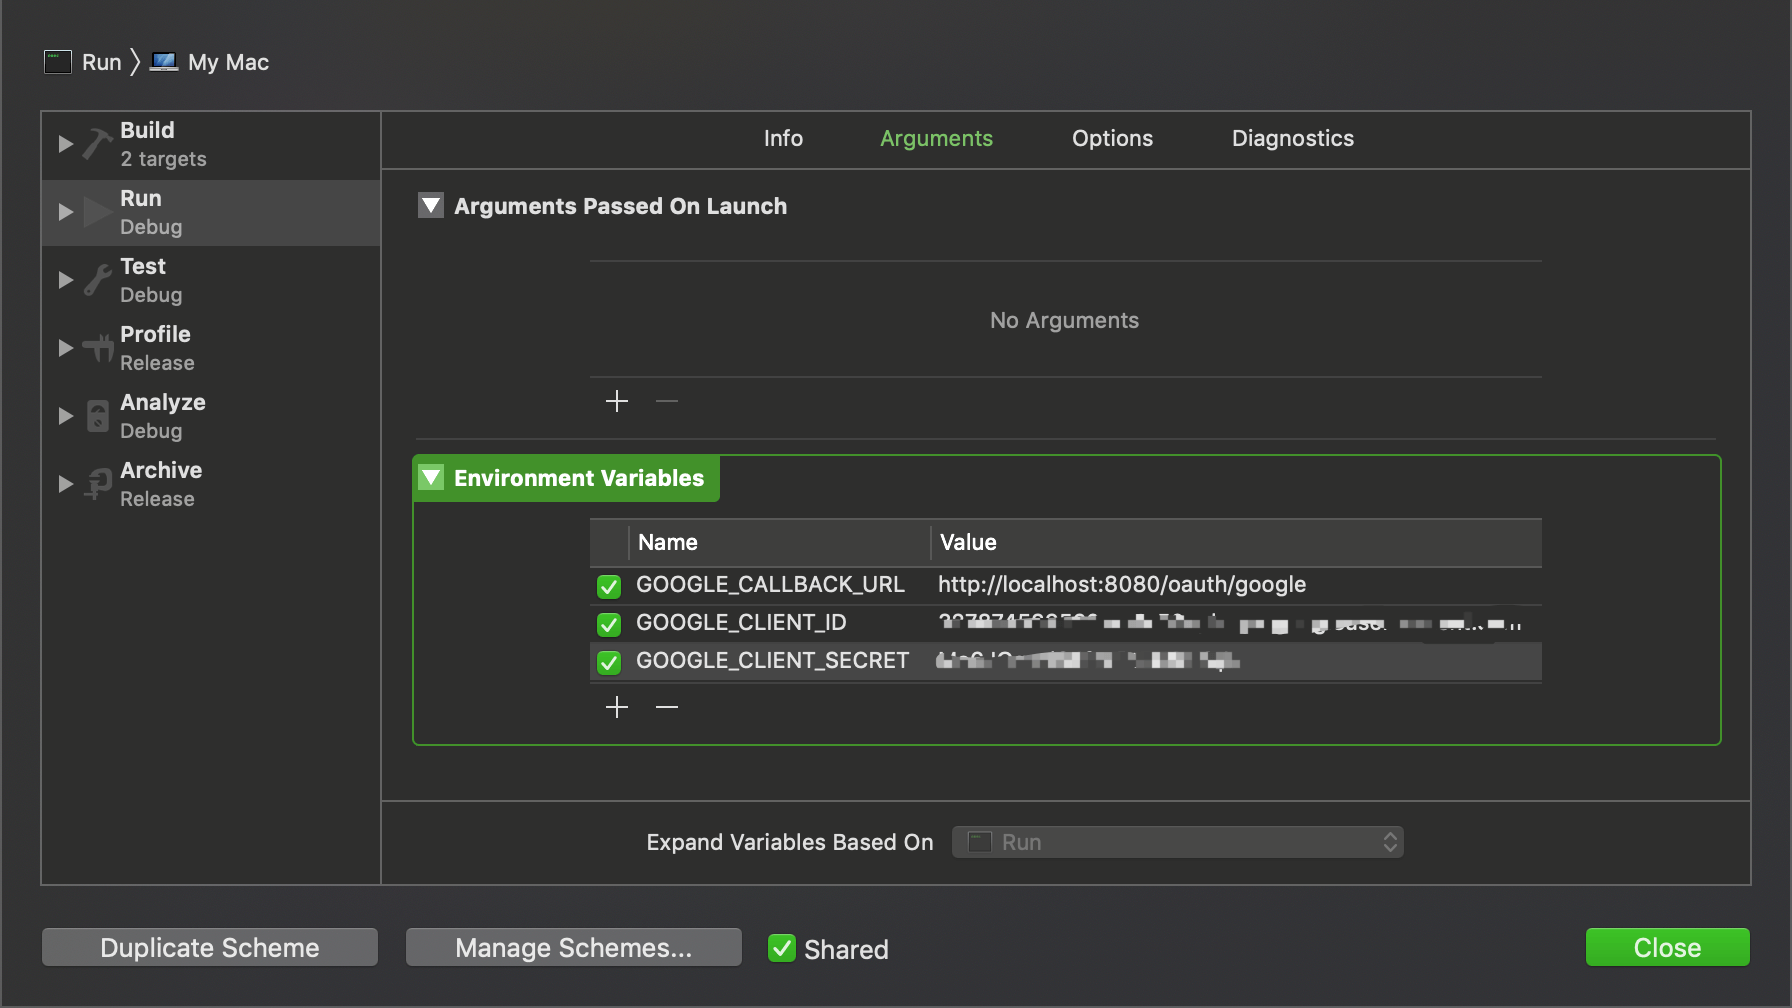 Run
My Mac
Build
2 targets
Run
Debug
Test
Debug
Profile
Release
Analyze
Debug
Archive
Release
Info Arguments Options Diagnostics
Arguments Passed On Launch
No Arguments
Environment Variables
Name Value
GOOGLE_CALLBACK_URL http://localhost:8080/oauth/google
GOOGLE_CLIENT_ID
GOOGLE_CLIENT_SECRET
Expand Variables Based On Run
Duplicate Scheme Manage Schemes... Shared Close